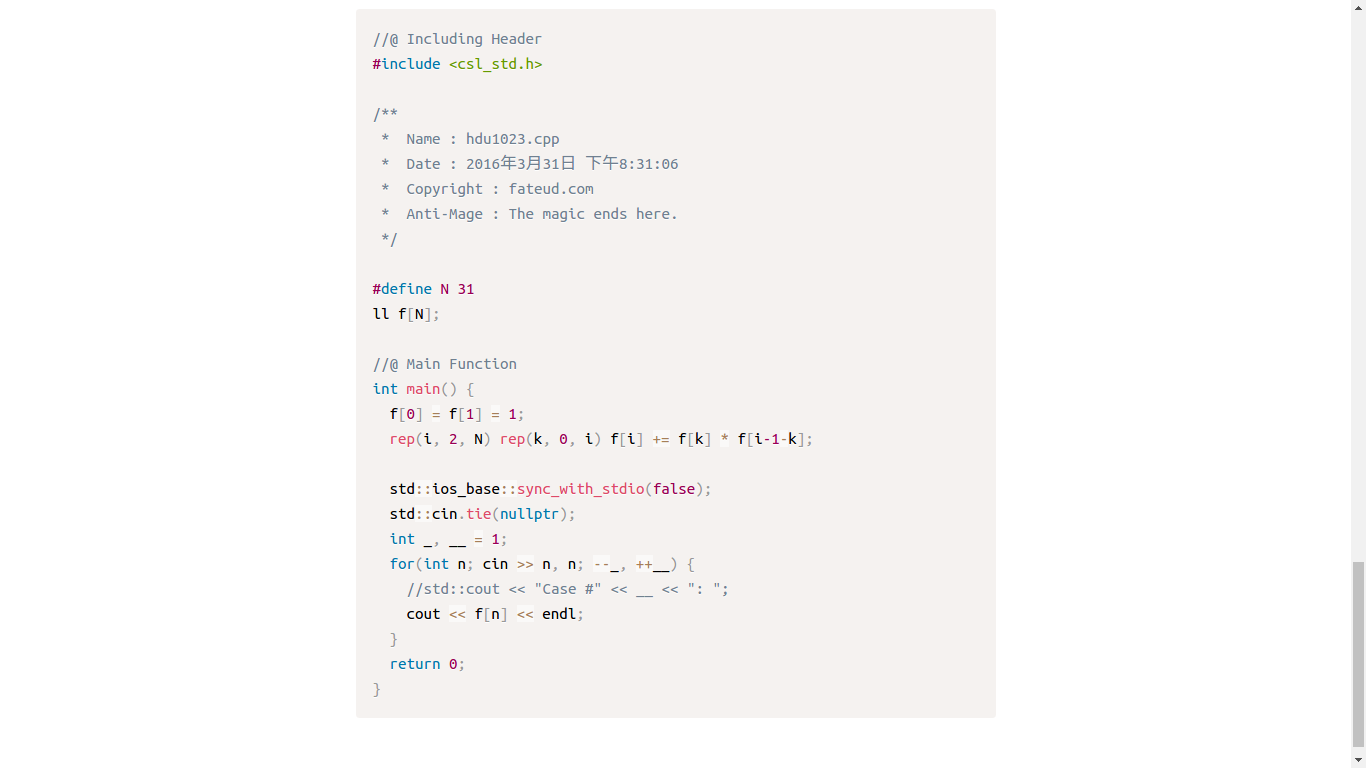 //@ Including Header
#include <csl_std.h>
/**
 *  Name : hdu1023.cpp
 *  Date : 2016年3月31日 下午8:31:06
 *  Copyright : fateud.com
 *  Anti-Mage : The magic ends here.
 */
#define N 31
ll f[N];
//@ Main Function
int main() {
  f[0] = f[1] = 1;
  rep(i, 2, N) rep(k, 0, i) f[i] += f[k] * f[i-1-k];
  std::ios_base::sync_with_stdio(false);
  std::cin.tie(nullptr);
  int _, __ = 1;
  for(int n; cin >> n, n; --_, ++__) {
    //std::cout << "Case #" << __ << ": ";
    cout << f[n] << endl;
  }
  return 0;
}